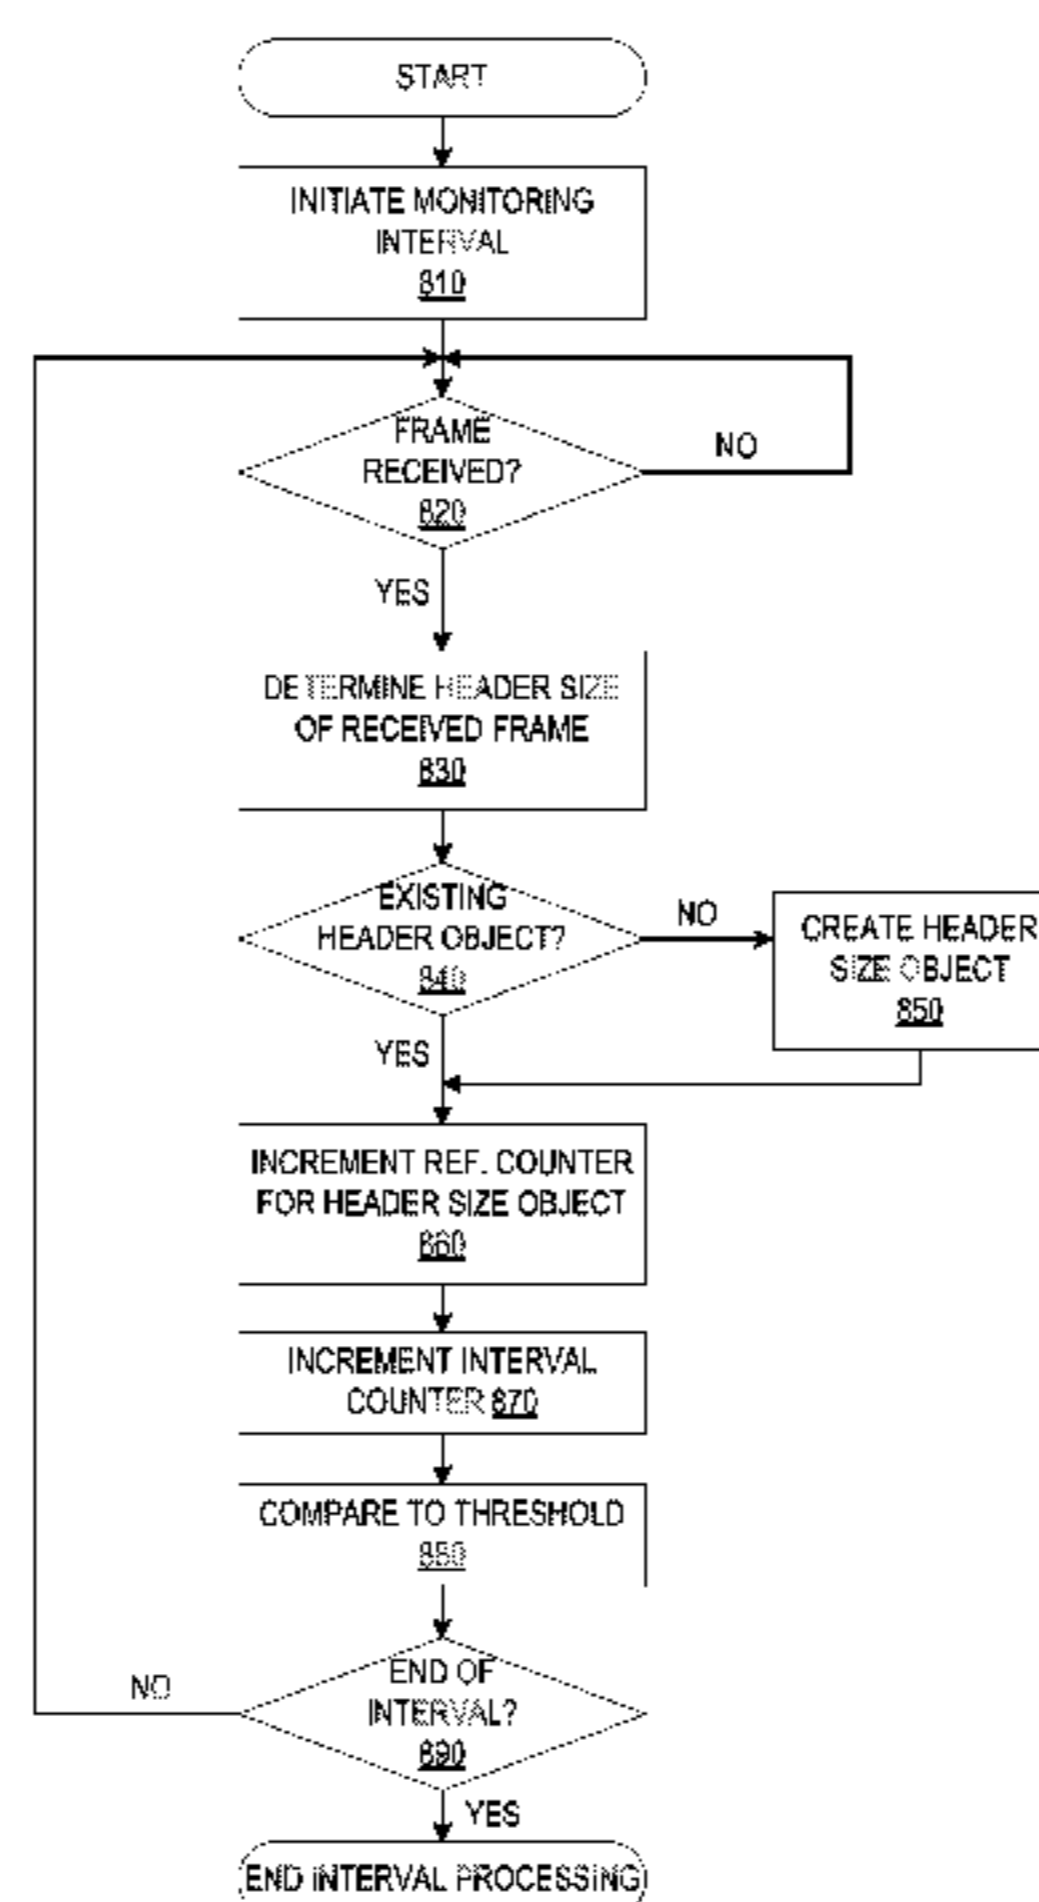 START
INITIATE MONITORING
INTERVAL
810
FRAME
RECEIVED?
820
NO
YES
DETERMINE HEADER SIZE
OF RECEIVED FRAME
830
EXISTING
HEADER OBJECT?
840
NO
CREATE HEADER
SIZE OBJECT
850
YES
INCREMENT REF. COUNTER
FOR HEADER SIZE OBJECT
860
INCREMENT INTERVAL
COUNTER 870
COMPARE TO THRESHOLD
880
END OF
INTERVAL?
890
NO
YES
END INTERVAL PROCESSING